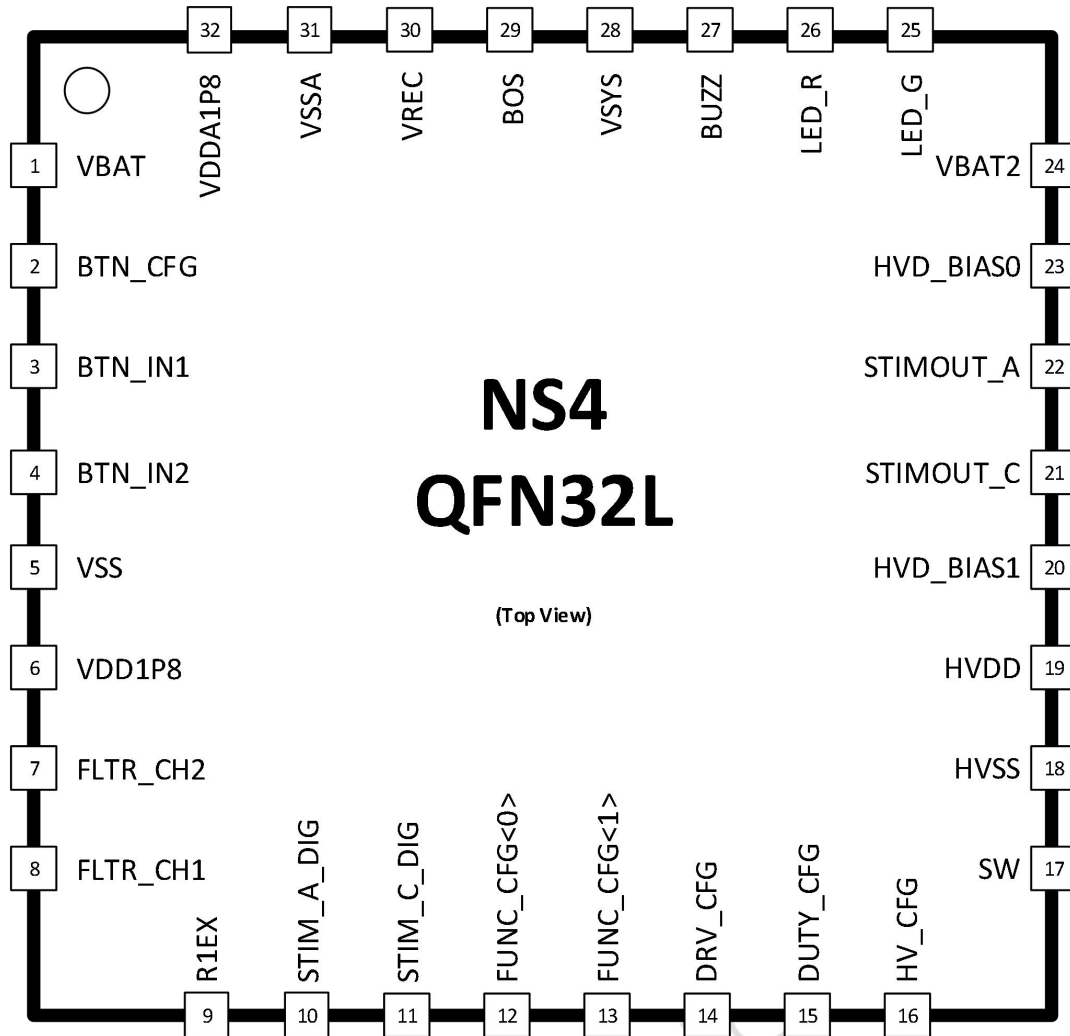 32 31 30 29 28 27 26 25
VDDA1P8
VSSA
VREC
BOS
VSYS
BUZZ
LED_R
LED_G
1 VBAT
VBAT2 24
2 BTN_CFG
HVD_BIAS0 23
3 BTN_IN1
STIMOUT_A 22
NS4
4 BTN_IN2
STIMOUT_C 21
QFN32L
5 VSS
HVD_BIAS1 20
(Top View)
6 VDD1P8
HVDD 19
7 FLTR_CH2
HVSS 18
8 FLTR_CH1
SW 17
R1EX
STIM_A_DIG
STIM_C_DIG
FUNC_CFG<0>
FUNC_CFG<1>
DRV_CFG
DUTY_CFG
HV_CFG
9 10 11 12 13 14 15 16